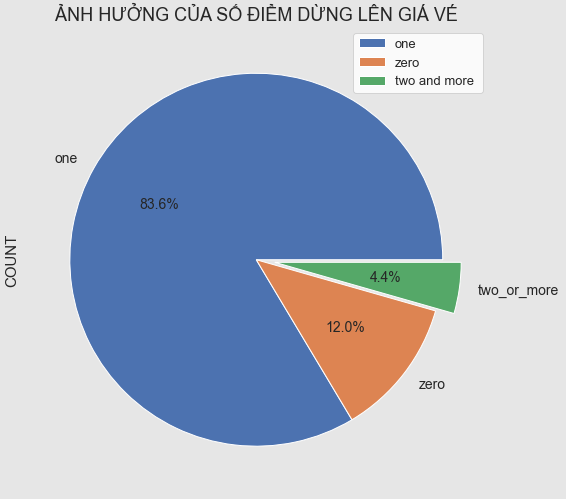 ẢNH HƯỞNG CỦA SỐ ĐIỂM DỪNG LÊN GIÁ VÉ
one
zero
two and more
one
83.6%
COUNT
4.4%
two_or_more
12.0%
zero